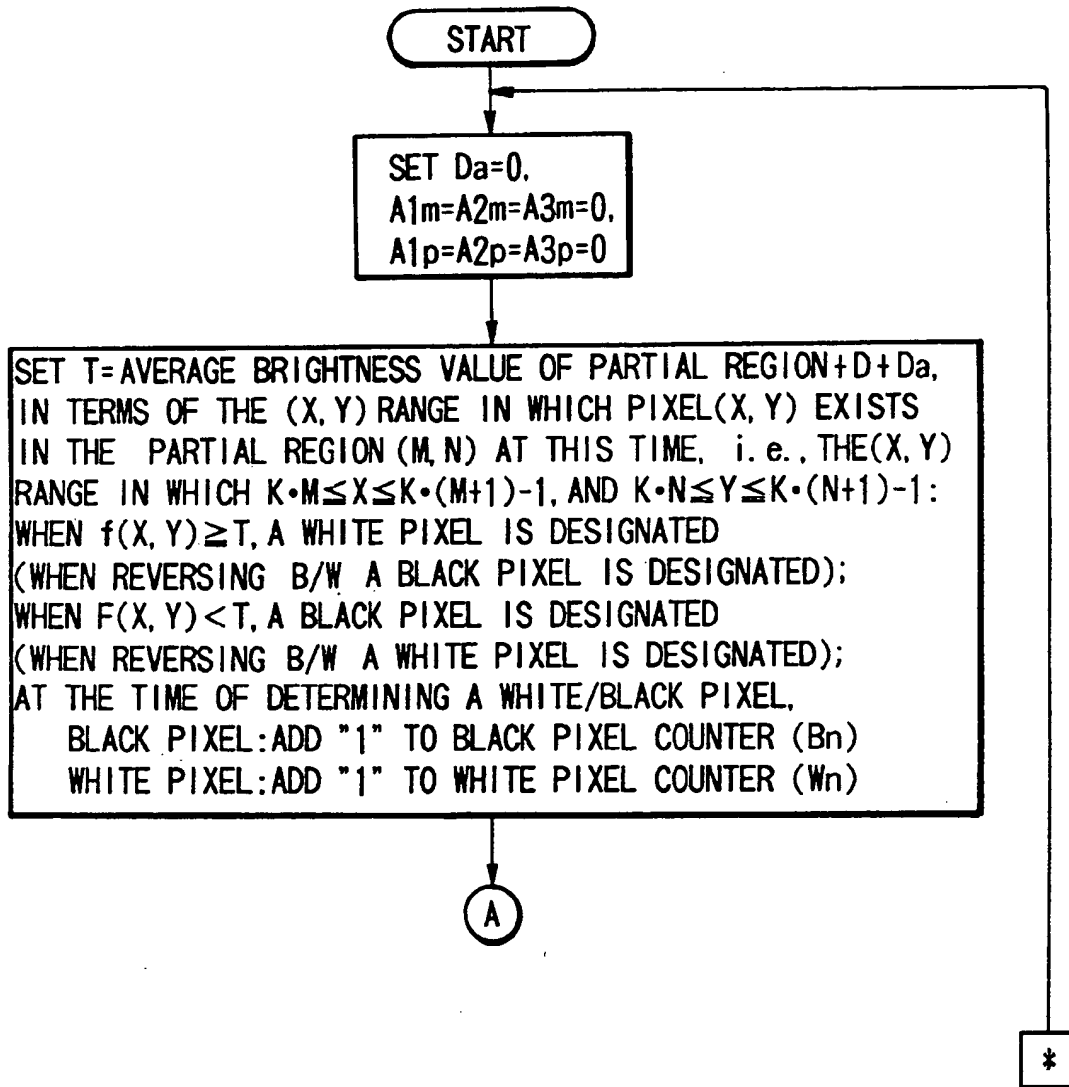 START
SET Da=0,
A1m=A2m=A3m=0,
A1p=A2p=A3p=0
SET T=AVERAGE BRIGHTNESS VALUE OF PARTIAL REGION+D+Da,
IN TERMS OF THE (X, Y) RANGE IN WHICH PIXEL(X, Y) EXISTS
IN THE PARTIAL REGION (M, N) AT THIS TIME, i.e., THE(X, Y)
RANGE IN WHICH K•M≦X≦K•(M+1)-1, AND K•N≦Y≦K•(N+1)-1:
WHEN f(X, Y)≧T, A WHITE PIXEL IS DESIGNATED
(WHEN REVERSING B/W A BLACK PIXEL IS DESIGNATED);
WHEN F(X, Y)<T, A BLACK PIXEL IS DESIGNATED
(WHEN REVERSING B/W A WHITE PIXEL IS DESIGNATED);
AT THE TIME OF DETERMINING A WHITE/BLACK PIXEL,
BLACK PIXEL:ADD "1" TO BLACK PIXEL COUNTER (Bn)
WHITE PIXEL:ADD "1" TO WHITE PIXEL COUNTER (Wn)
A
*